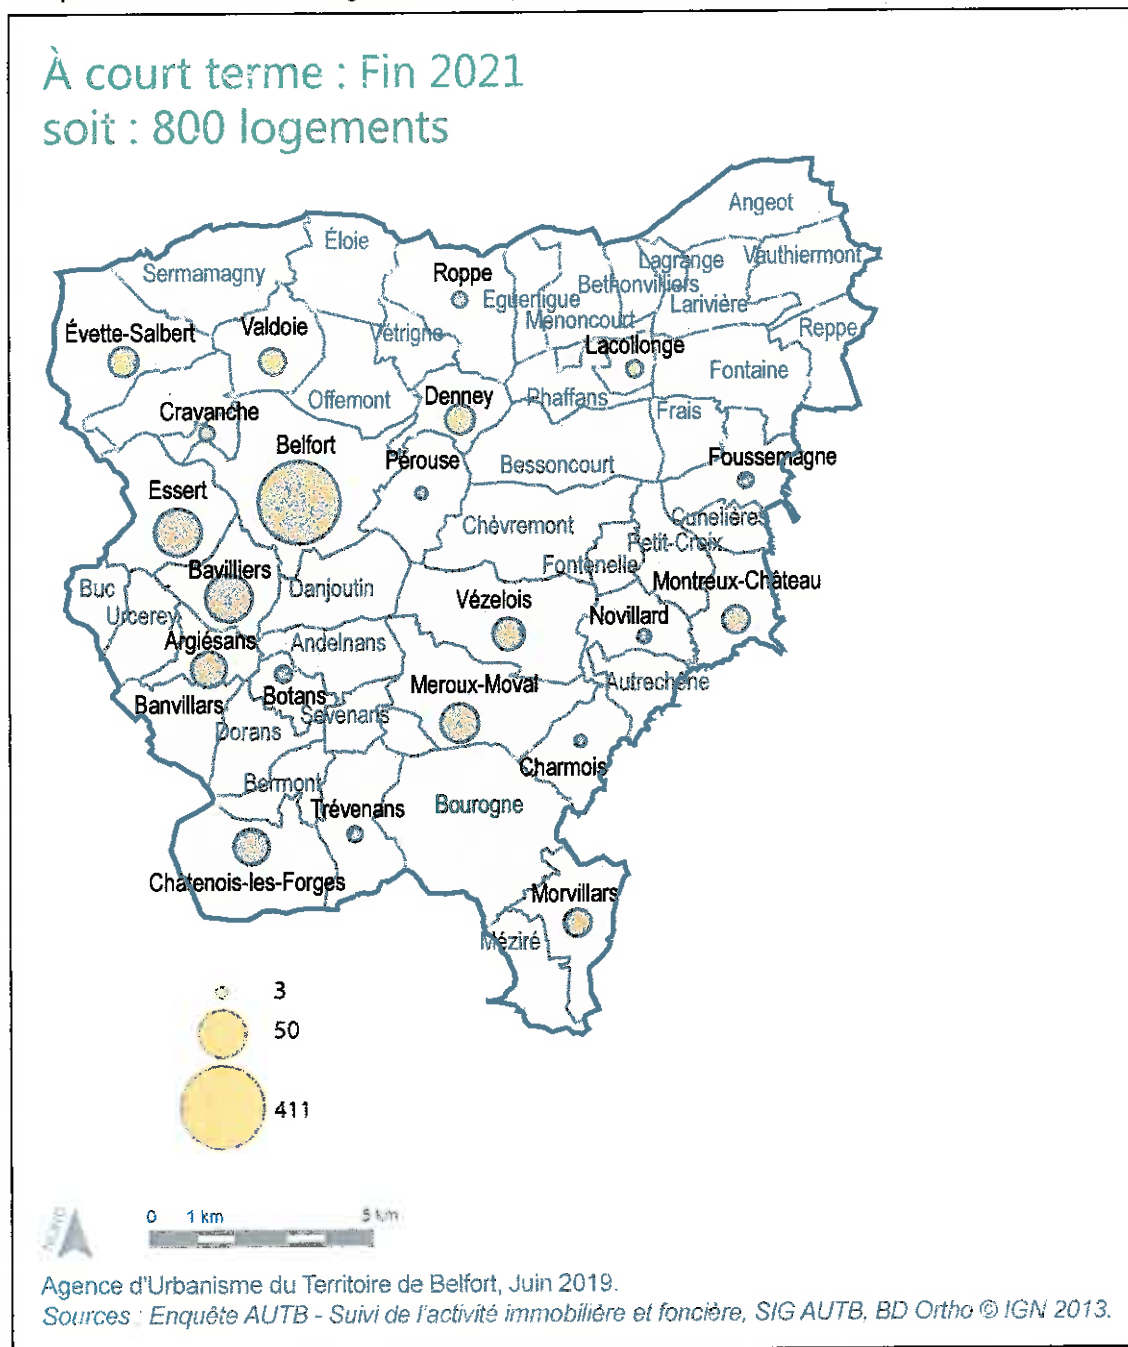 À court terme : Fin 2021
soit : 800 logements
Angeot
Éloie
Sermamagny
Roppe
Lagrange
Vauthiermont
Bethonvilliers
Eguenigue
Larivière
Menoncourt
Évette-Salbert
Valdoie
Vétrigne
Reppe
Lacollonge
Fontaine
Offemont
Denney
Phaffans
Frais
Cravanche
Belfort
Pérouse
Bessoncourt
Foussemagne
Essert
Chèvremont
Cunelières
Petit-Croix
Fontenelle
Bavilliers
Danjoutin
Montreux-Château
Buc
Urcerey
Vézelois
Novillard
Argiésans
Andelnans
Autrechêne
Meroux-Moval
Botans
Banvillars
Sevenans
Dorans
Charmois
Bermont
Trévenans
Bourogne
Châtenois-les-Forges
Morvillars
Méziré
3
50
411
0 1 km 5 km
Agence d'Urbanisme du Territoire de Belfort, Juin 2019.
Sources : Enquête AUTB - Suivi de l'activité immobilière et foncière, SIG AUTB, BD Ortho © IGN 2013.